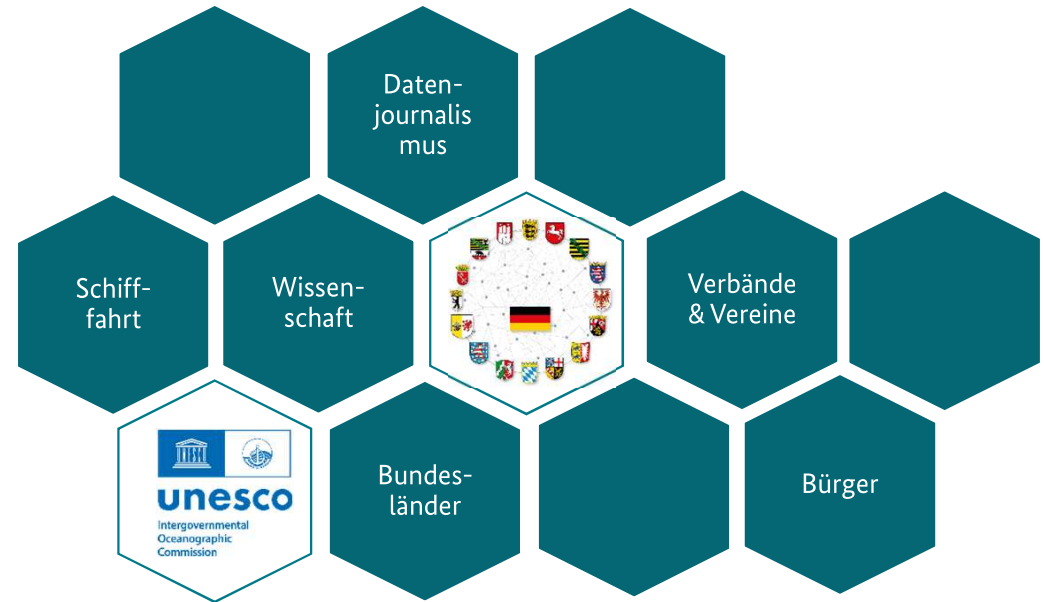 Daten-
journalis
mus
Schiff-
fahrt
Wissen-
schaft
Verbände
& Vereine
unesco
Intergovernmental
Oceanographic
Commission
Bundes-
länder
Bürger